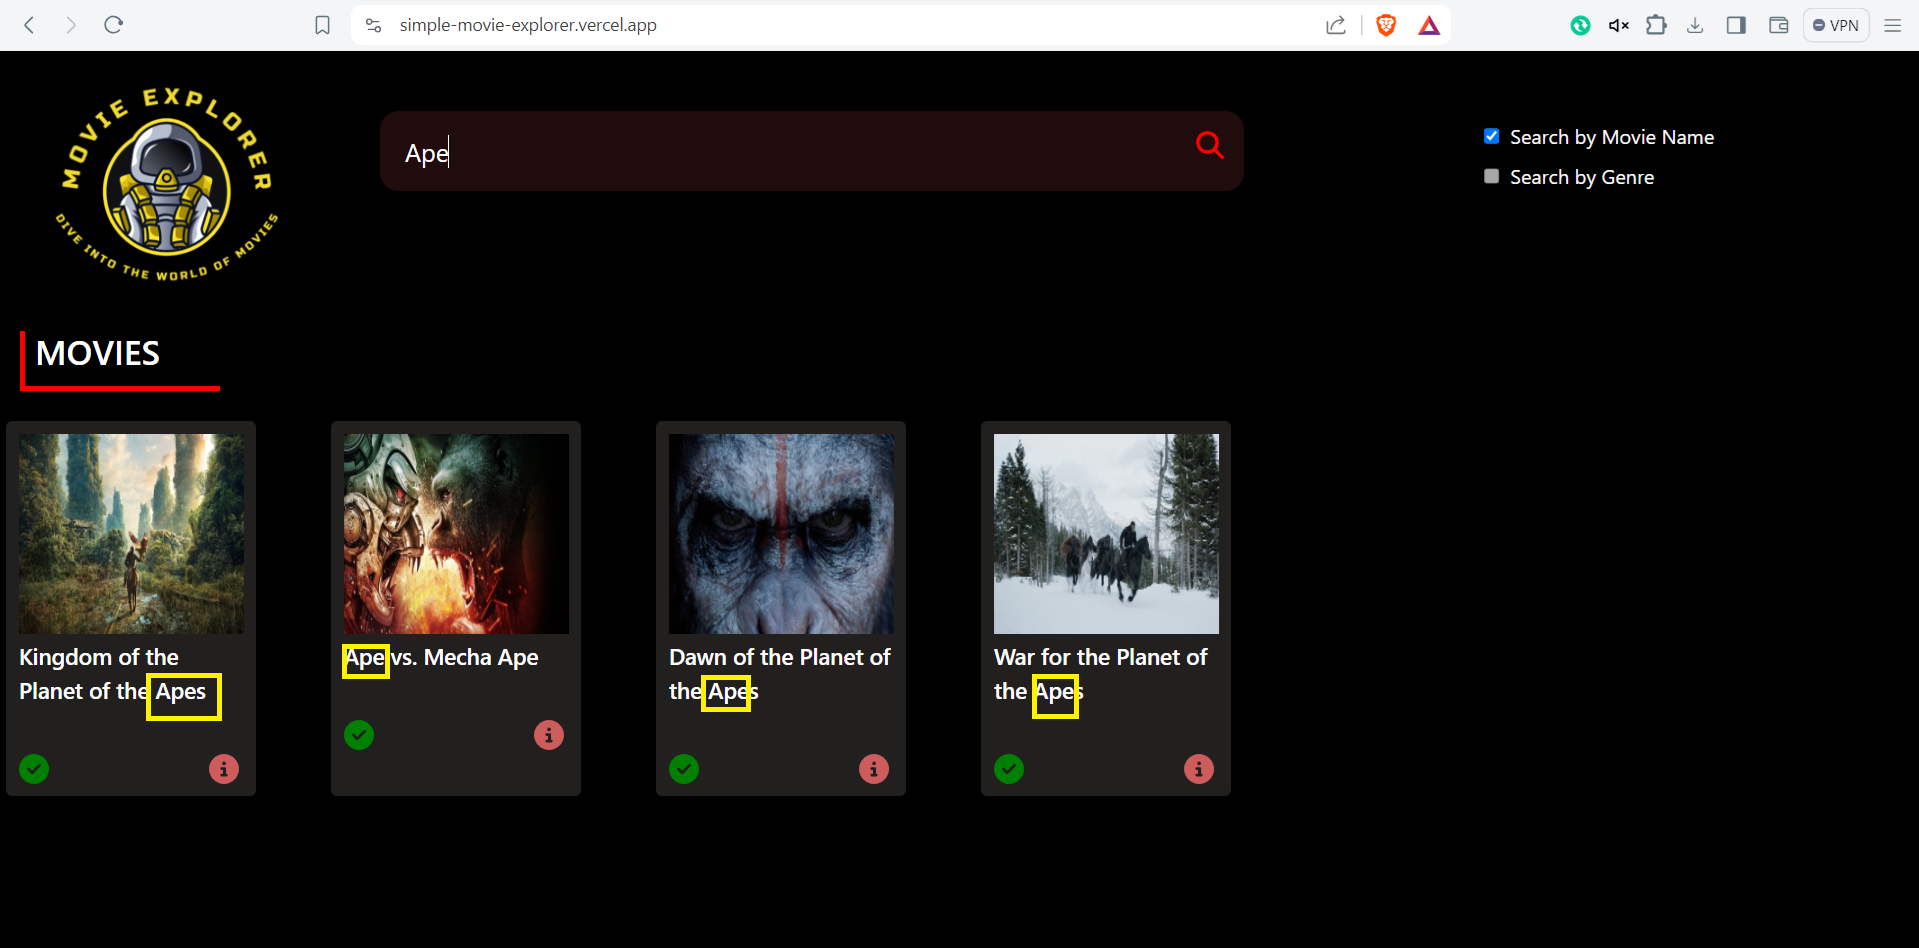 simple-movie-explorer.vercel.app
VPN
MOVIE EXPLORER
DIVE INTO THE WORLD OF MOVIES
Ape
Search by Movie Name
Search by Genre
MOVIES
Kingdom of the
Planet of the Apes
Ape vs. Mecha Ape
Dawn of the Planet of
the Apes
War for the Planet of
the Apes